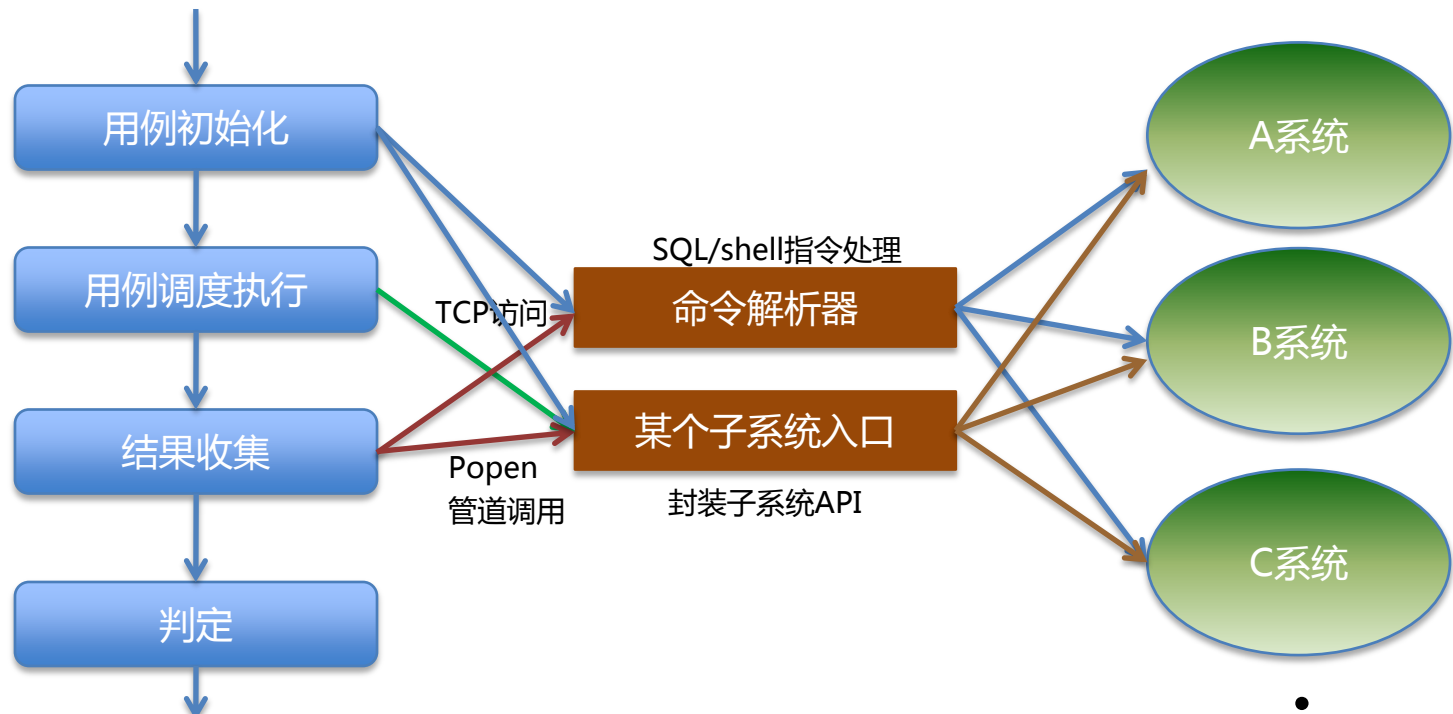 用例初始化
用例调度执行
结果收集
判定
TCP访问
Popen
管道调用
SQL/shell指令处理
命令解析器
某个子系统入口
封装子系统API
A系统
B系统
C系统